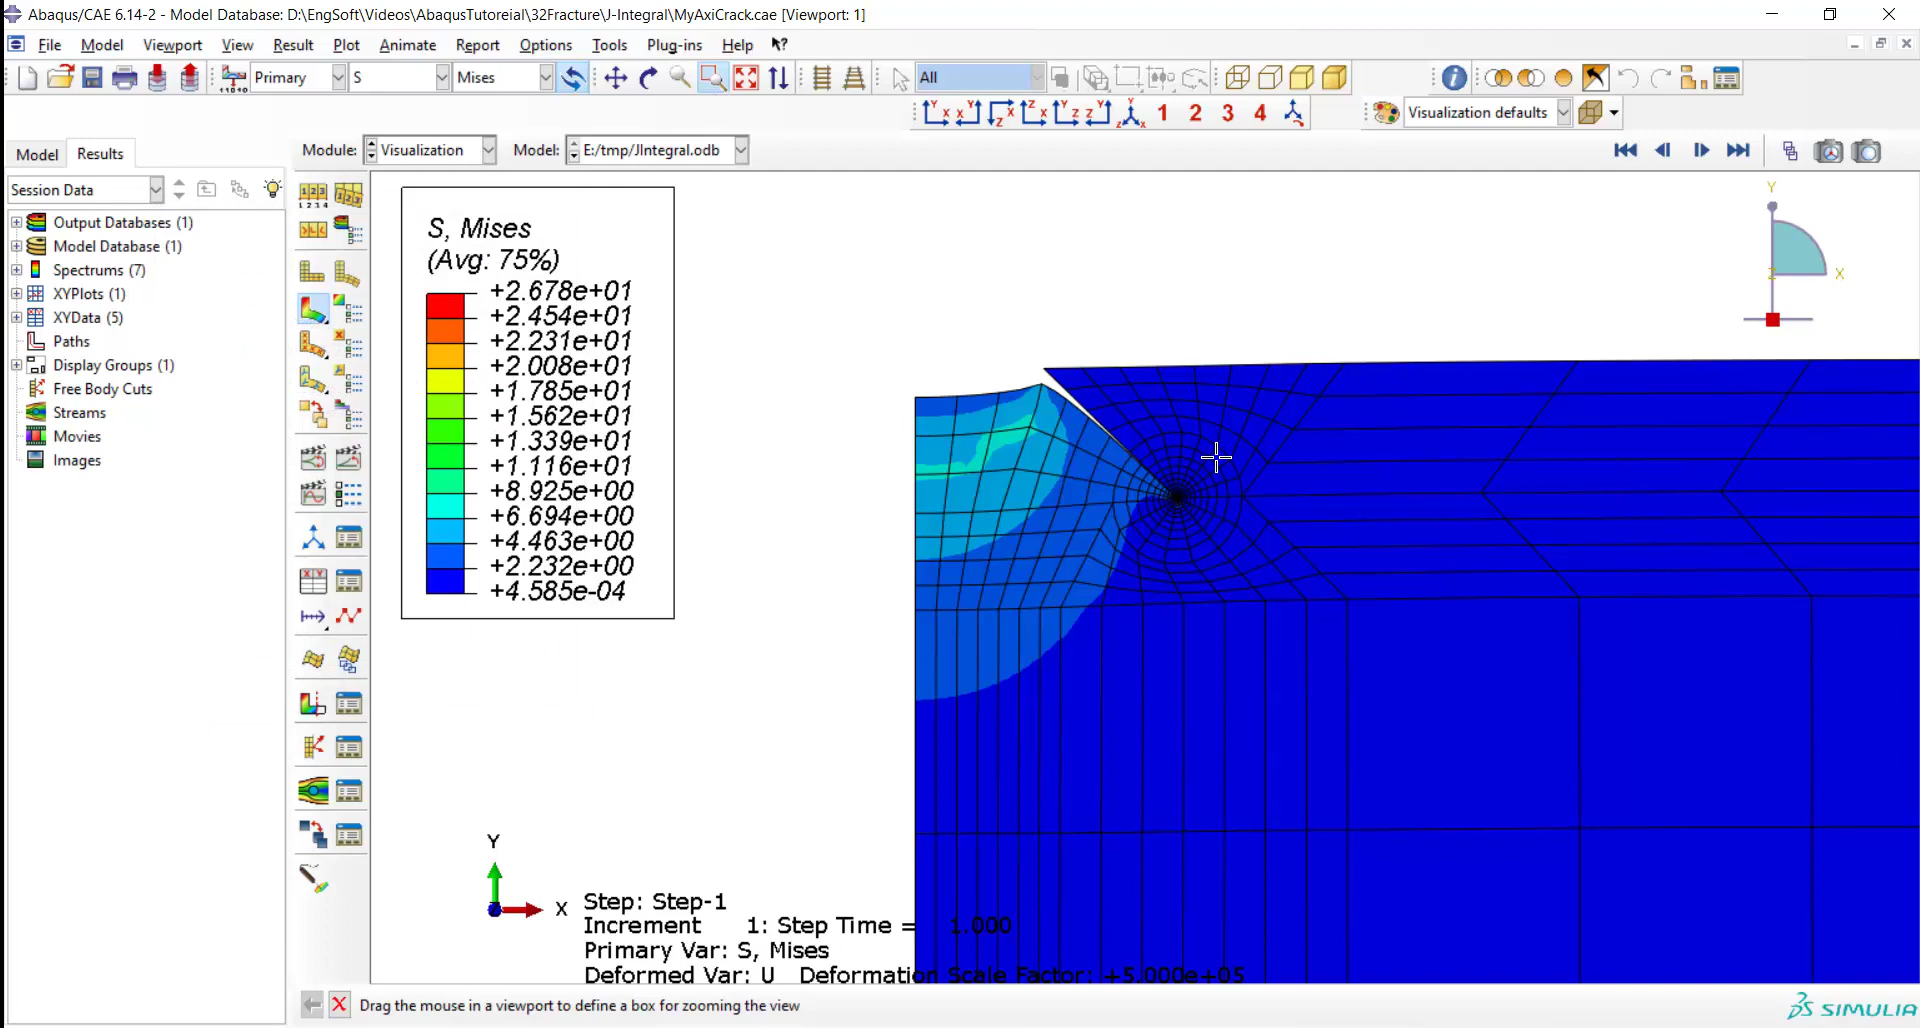 Abaqus/CAE 6.14-2 - Model Database: D:\EngSoft\Videos\AbaqusTutoreial\32Fracture\J-Integral\MyAxiCrack.cae [Viewport: 1]
File Model Viewport View Result Plot Animate Report Options Tools Plug-ins Help
Primary S Mises All
1 2 3 4 Visualization defaults
Model Results Module: Visualization Model: E:/tmp/JIntegral.odb
Session Data
Output Databases (1)
Model Database (1)
Spectrums (7)
XYPlots (1)
XYData (5)
Paths
Display Groups (1)
Free Body Cuts
Streams
Movies
Images
S, Mises
(Avg: 75%)
+2.678e+01
+2.454e+01
+2.231e+01
+2.008e+01
+1.785e+01
+1.562e+01
+1.339e+01
+1.116e+01
+8.925e+00
+6.694e+00
+4.463e+00
+2.232e+00
+4.585e-04
Y
Z X
Y
X
Step: Step-1
Increment 1: Step Time = 1.000
Primary Var: S, Mises
Deformed Var: U Deformation Scale Factor: +5.000e+05
Drag the mouse in a viewport to define a box for zooming the view
SIMULIA